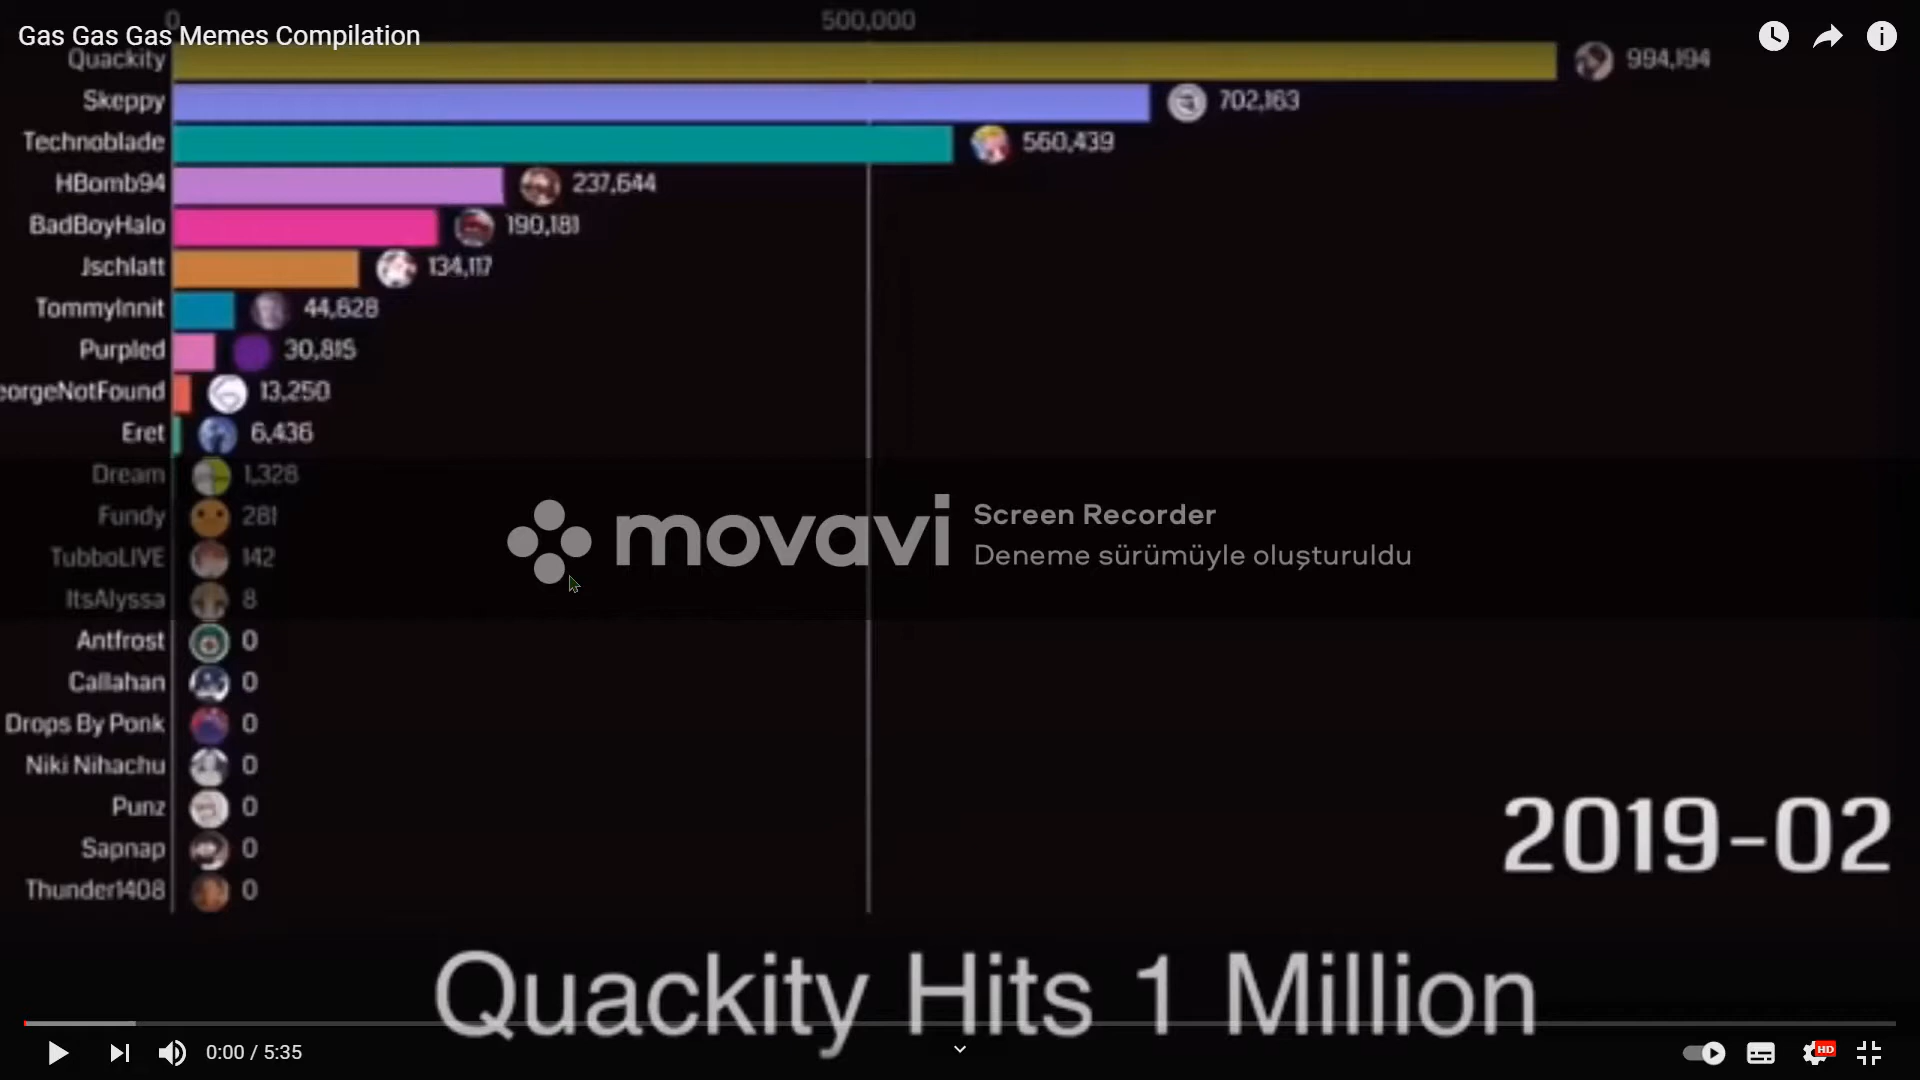 0 500,000
Gas Gas Gas Memes Compilation
Quackity 994,194
Skeppy 702,163
Technoblade 560,439
HBomb94 237,644
BadBoyHalo 190,181
Jschlatt 134,117
TommyInnit 44,628
Purpled 30,815
eorgeNotFound 13,250
Eret 6,436
Dream 1,328
Fundy 281
TubboLIVE 142
ItsAlyssa 8
movavi Screen Recorder
Deneme sürümüyle oluşturuldu
Antfrost 0
Callahan 0
Drops By Ponk 0
Niki Nihachu 0
Punz 0
Sapnap 0
Thunder1408 0
2019-02
Quackity Hits 1 Million
0:00 / 5:35
HD